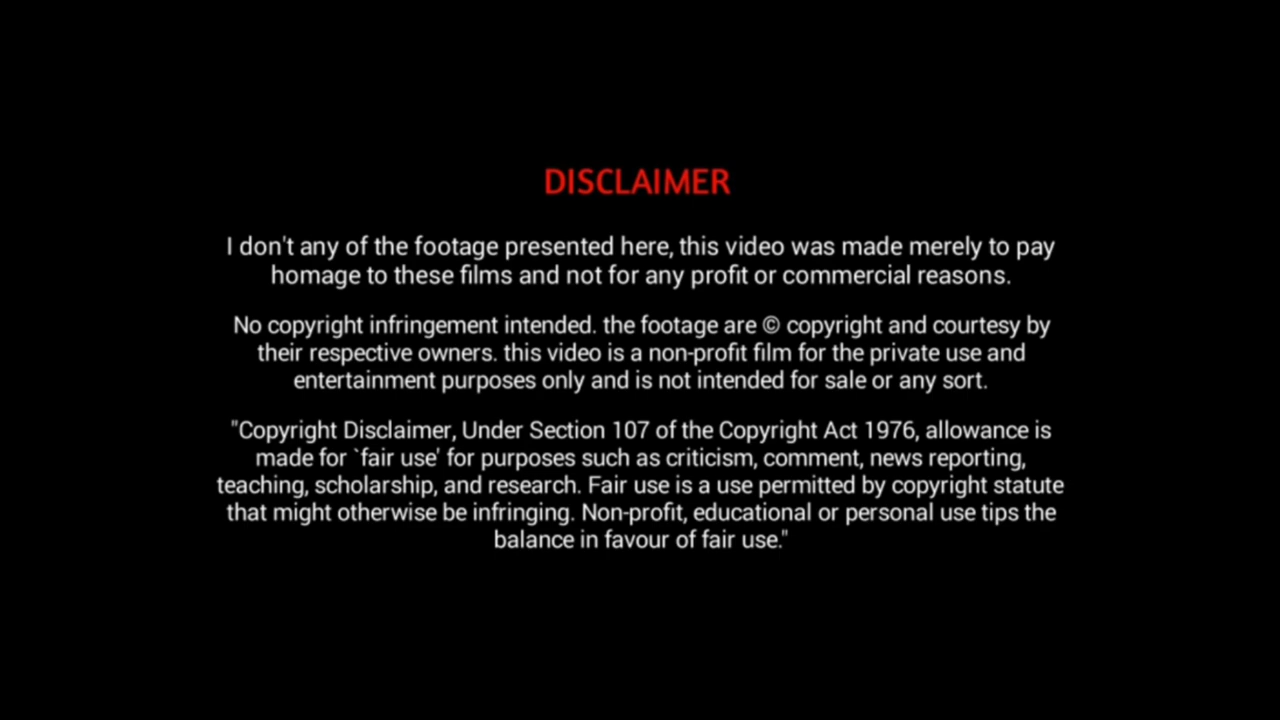 DISCLAIMER
I don't any of the footage presented here, this video was made merely to pay
homage to these films and not for any profit or commercial reasons.
No copyright infringement intended. the footage are © copyright and courtesy by
their respective owners. this video is a non-profit film for the private use and
entertainment purposes only and is not intended for sale or any sort.
"Copyright Disclaimer, Under Section 107 of the Copyright Act 1976, allowance is
made for `fair use' for purposes such as criticism, comment, news reporting,
teaching, scholarship, and research. Fair use is a use permitted by copyright statute
that might otherwise be infringing. Non-profit, educational or personal use tips the
balance in favour of fair use."